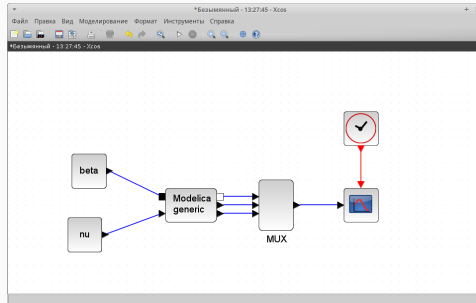 *Безымянный - 13:27:45 - Xcos
Файл Правка Вид Моделирование Формат Инструменты Справка
*Безымянный - 13:27:45 - Xcos
beta
Modelica
generic
nu
MUX